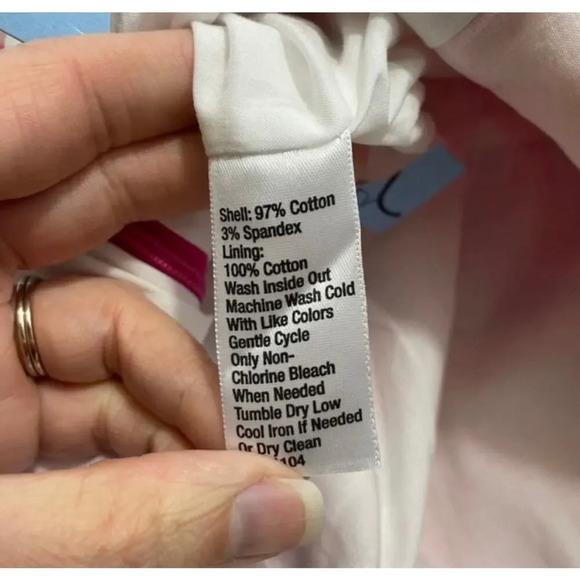 Shell: 97% Cotton
3% Spandex
Lining:
100% Cotton
Wash Inside Out
Machine Wash Cold
With Like Colors
Gentle Cycle
Only Non-
Chlorine Bleach
When Needed
Tumble Dry Low
Cool Iron If Needed
Or Dry Clean
104